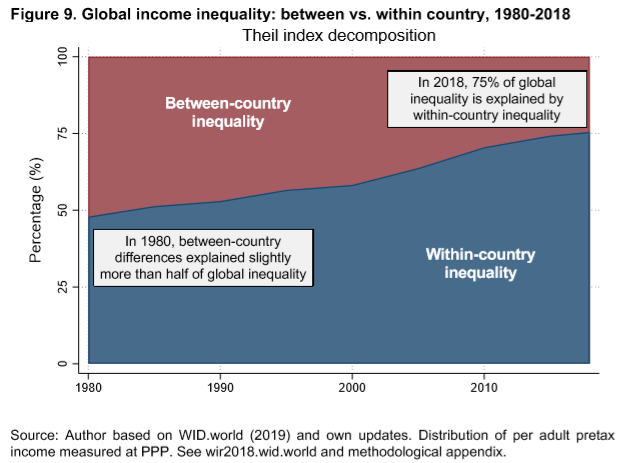 Figure 9. Global income inequality: between vs. within country, 1980-2018
Theil index decomposition
100
75
50
25
0
Percentage (%)
Between-country
inequality
In 2018, 75% of global
inequality is explained by
within-country inequality
In 1980, between-country
differences explained slightly
more than half of global inequality
Within-country
inequality
1980
1990
2000
2010
Source: Author based on WID.world (2019) and own updates. Distribution of per adult pretax
income measured at PPP. See wir2018.wid.world and methodological appendix.